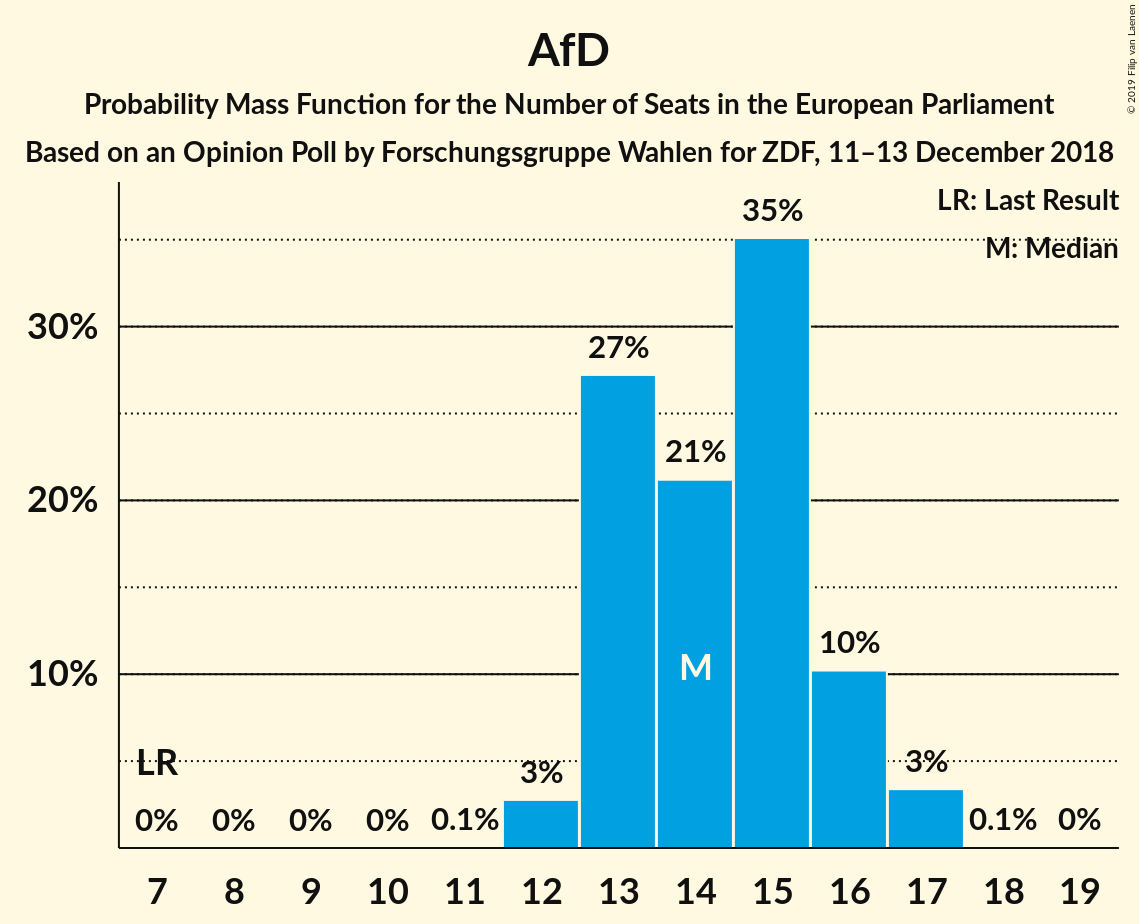 AfD
Probability Mass Function for the Number of Seats in the European Parliament
Based on an Opinion Poll by Forschungsgruppe Wahlen for ZDF, 11–13 December 2018
© 2019 Filip van Laenen
LR: Last Result
M: Median
35%
30%
27%
21%
20%
10%
M
10%
LR
3%
3%
0%
0%
0%
0%
0.1%
0.1%
0%
7 8 9 10 11 12 13 14 15 16 17 18 19